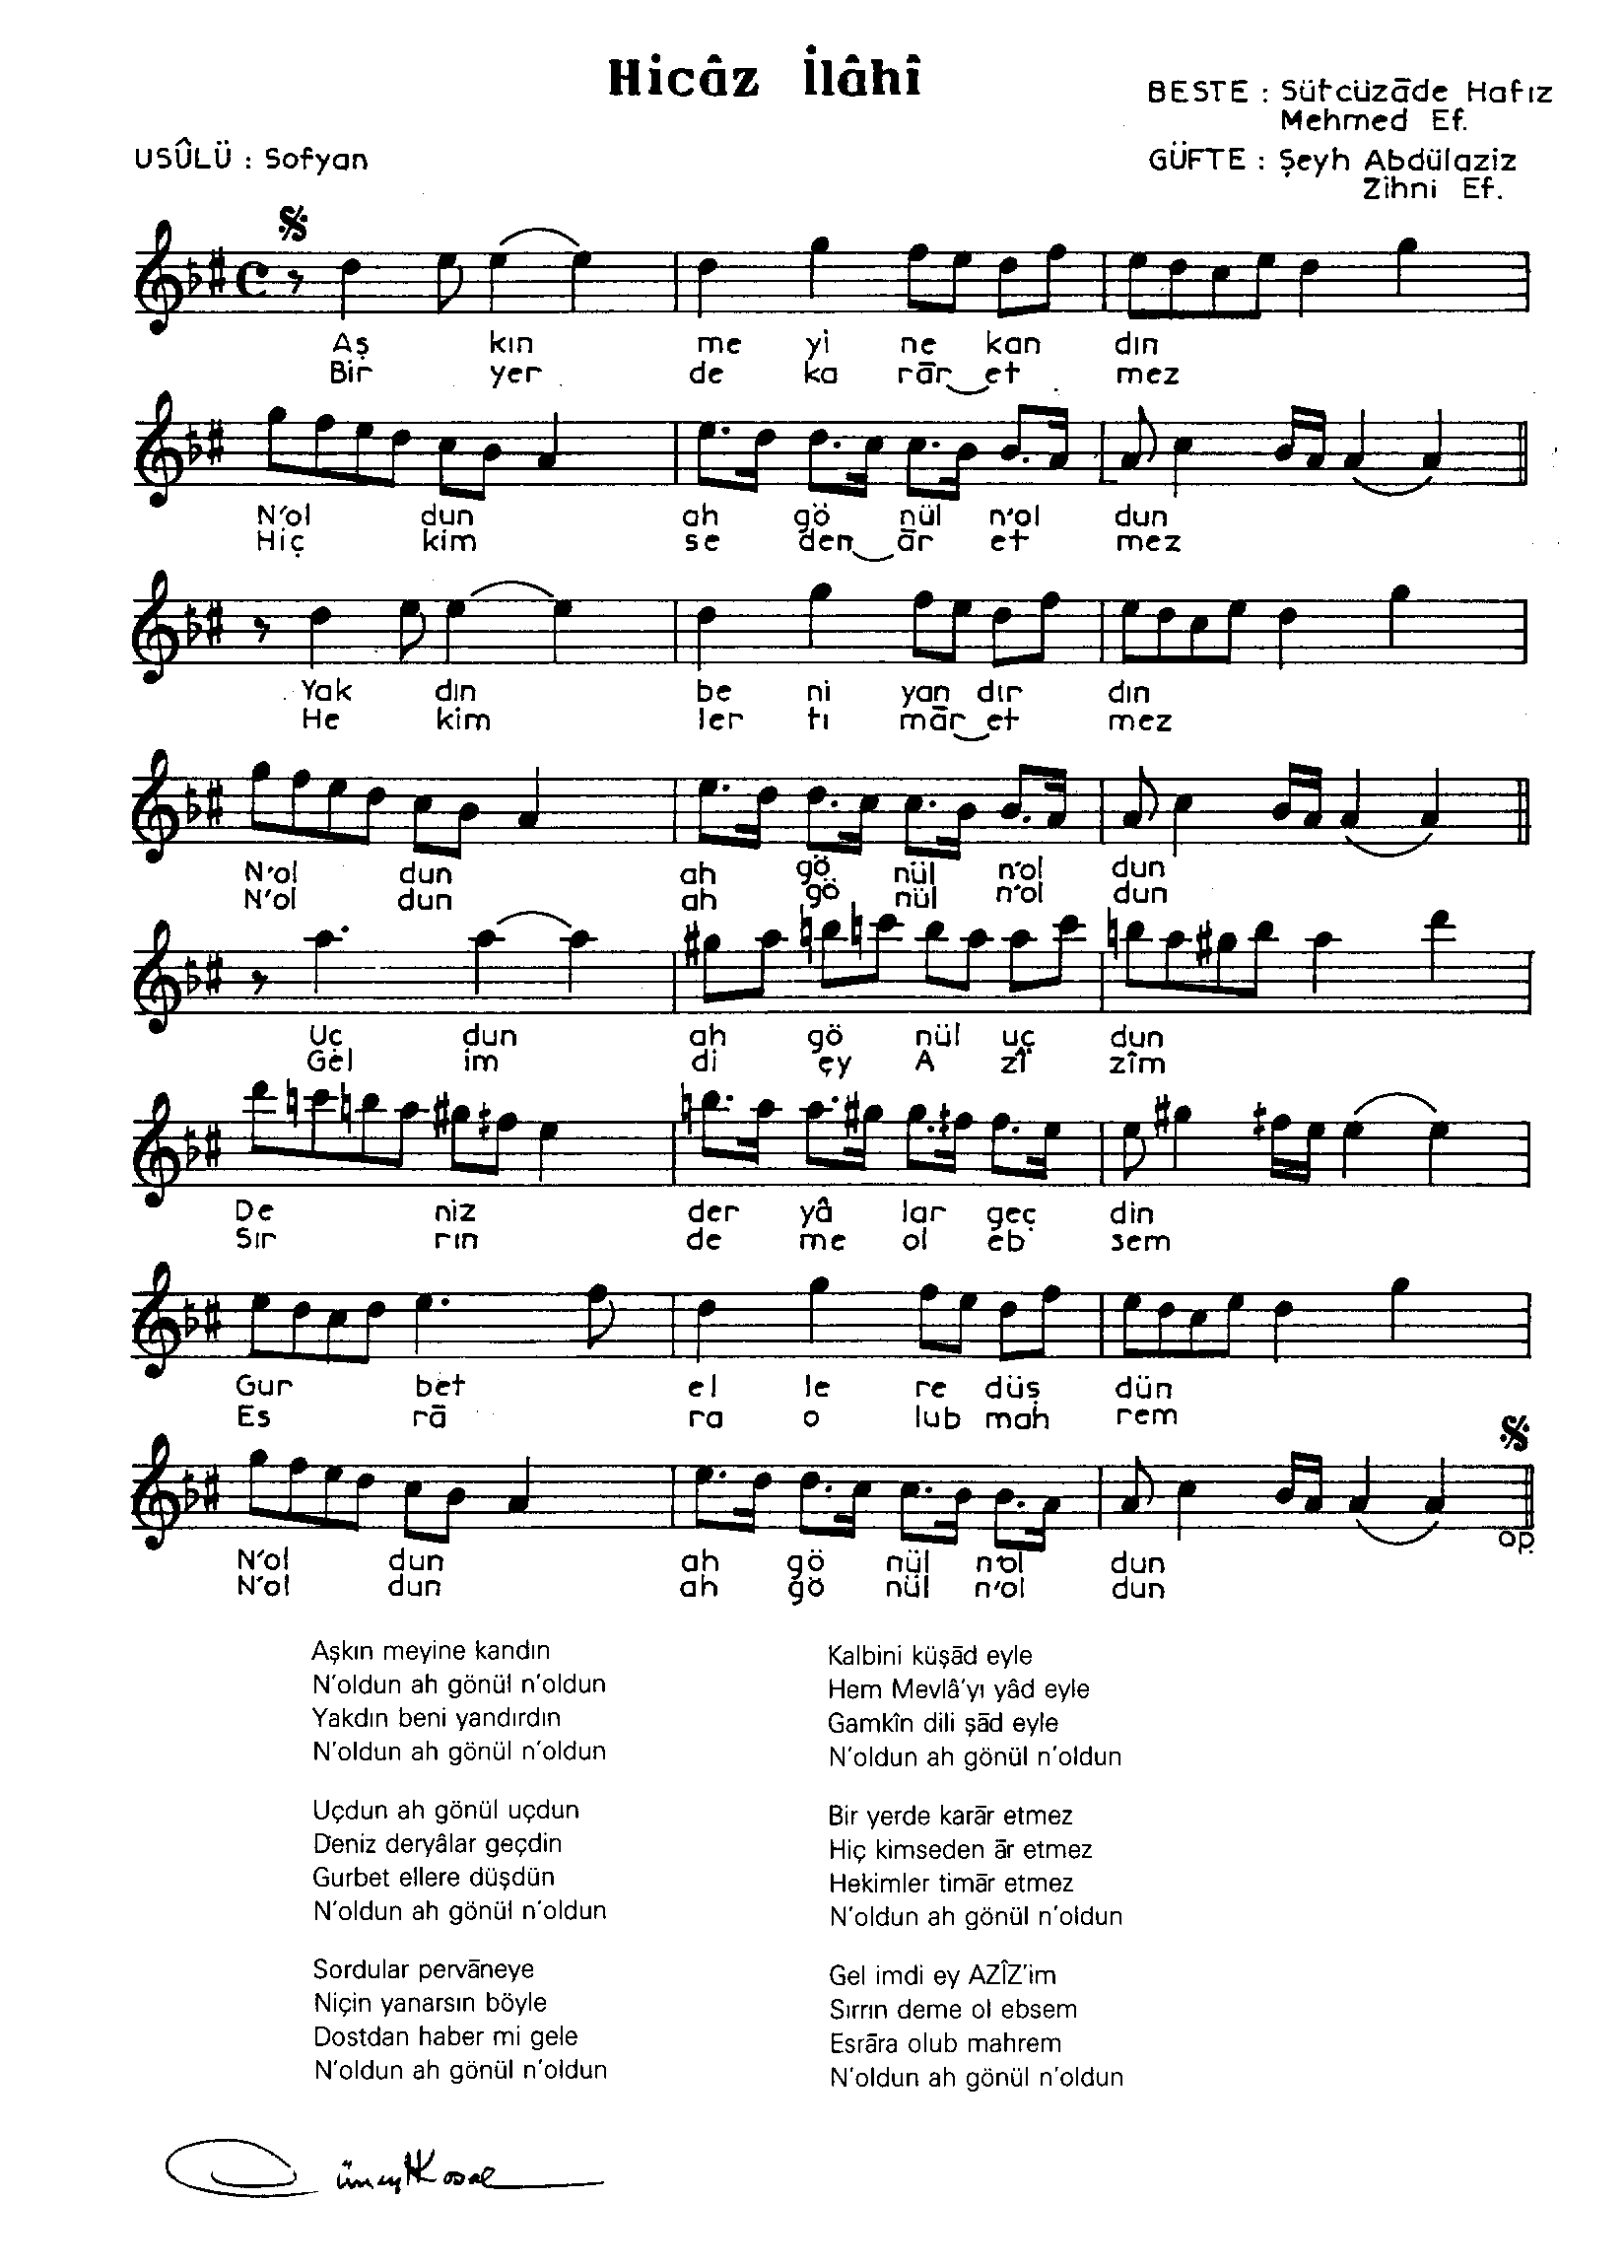 Hicâz İlâhî
BESTE : Sütcüzāde Hafız
Mehmed Ef.
USÛLÜ : Sofyan
GÜFTE : Şeyh Abdülaziz
Zihni Ef.
Aş kın me yi ne kan dın
Bir yer de ka rār et mez
N'ol dun ah gö nül n'ol dun
Hiç kim se den ār et mez
Yak dın be ni yan dır dın
He kim ler tı mār et mez
N'ol dun ah gö nül n'ol dun
N'ol dun ah gö nül n'ol dun
Uç dun ah gö nül uç dun
Gel im di ey A zî zîm
De niz der yâ lar geç din
Sır rın de me ol eb sem
Gur bet el le re düş dün
Es rā ra o lub mah rem
N'ol dun ah gö nül n'ol dun
N'ol dun ah gö nül n'ol dun
Aşkın meyine kandın
N'oldun ah gönül n'oldun
Yakdın beni yandırdın
N'oldun ah gönül n'oldun
Uçdun ah gönül uçdun
Deniz deryâlar geçdin
Gurbet ellere düşdün
N'oldun ah gönül n'oldun
Sordular pervāneye
Niçin yanarsın böyle
Dostdan haber mi gele
N'oldun ah gönül n'oldun
Kalbini küşād eyle
Hem Mevlâ'yı yâd eyle
Gamkîn dili şād eyle
N'oldun ah gönül n'oldun
Bir yerde karār etmez
Hiç kimseden ār etmez
Hekimler timār etmez
N'oldun ah gönül n'oldun
Gel imdi ey AZÎZ'im
Sırrın deme ol ebsem
Esrāra olub mahrem
N'oldun ah gönül n'oldun